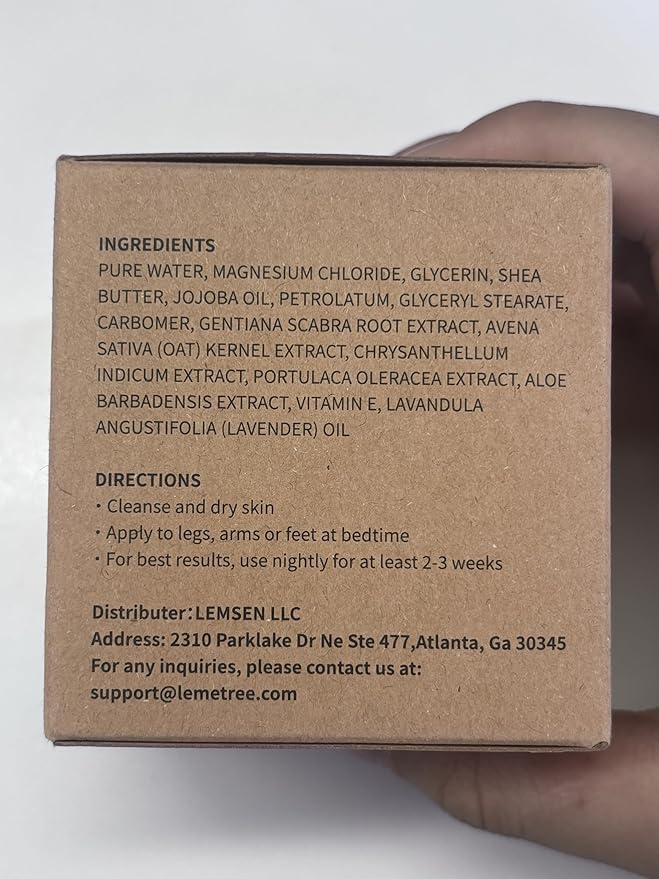 INGREDIENTS
PURE WATER, MAGNESIUM CHLORIDE, GLYCERIN, SHEA
BUTTER, JOJOBA OIL, PETROLATUM, GLYCERYL STEARATE,
CARBOMER, GENTIANA SCABRA ROOT EXTRACT, AVENA
SATIVA (OAT) KERNEL EXTRACT, CHRYSANTHELLUM
INDICUM EXTRACT, PORTULACA OLERACEA EXTRACT, ALOE
BARBADENSIS EXTRACT, VITAMIN E, LAVANDULA
ANGUSTIFOLIA (LAVENDER) OIL
DIRECTIONS
· Cleanse and dry skin
· Apply to legs, arms or feet at bedtime
· For best results, use nightly for at least 2-3 weeks
Distributer:LEMSEN LLC
Address: 2310 Parklake Dr Ne Ste 477,Atlanta, Ga 30345
For any inquiries, please contact us at:
support@lemetree.com